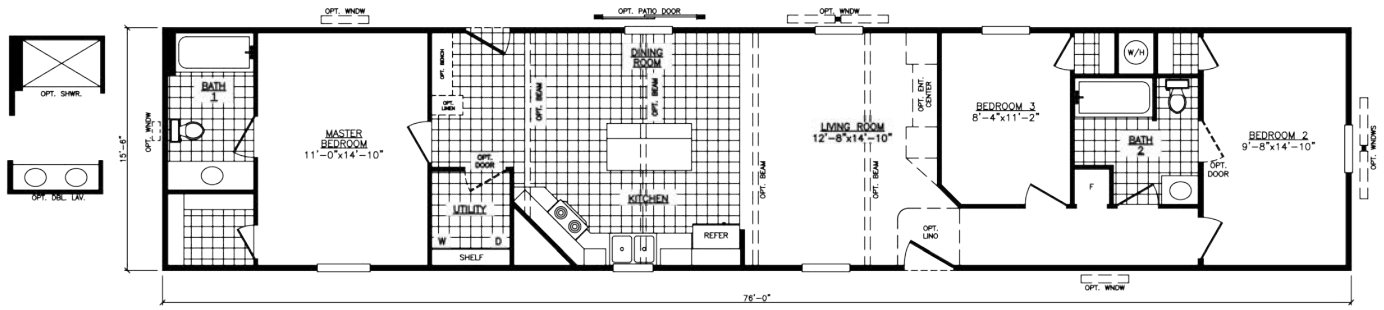 OPT. SHWR.
OPT. DBL. LAV.
15'-6"
OPT. WNDW
BATH
1
OPT. WNDW
MASTER
BEDROOM
11'-0"x14'-10"
OPT. BENCH
OPT.
LINEN
OPT.
DOOR
UTILITY
W
D
SHELF
OPT. PATIO DOOR
DINING
ROOM
OPT. BEAM
OPT. BEAM
KITCHEN
REFER
OPT. WNDW
LIVING ROOM
12'-8"x14'-10"
OPT. BEAM
OPT. BEAM
OPT. ENT.
CENTER
OPT.
LINO
BEDROOM 3
8'-4"x11'-2"
W/H
BATH
2
F
OPT.
DOOR
BEDROOM 2
9'-8"x14'-10"
OPT. WNDWS
OPT. WNDW
76'-0"